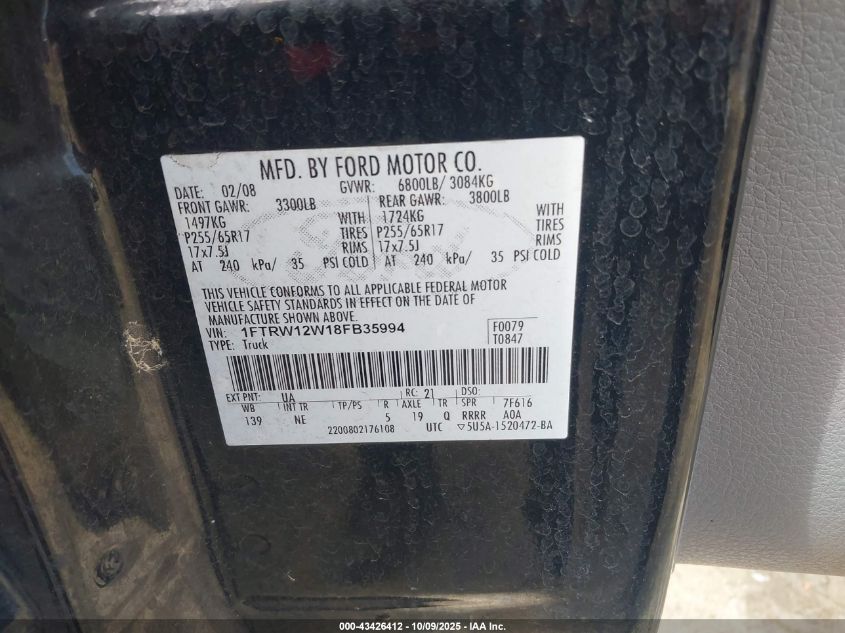 MFD. BY FORD MOTOR CO.
DATE: 02/08 GVWR: 6800LB/ 3084KG
FRONT GAWR: 3300LB REAR GAWR: 3800LB
1497KG WITH 1724KG WITH
P255/65R17 TIRES P255/65R17 TIRES
17x7.5J RIMS 17x7.5J RIMS
AT 240 kPa/ 35 PSI COLD AT 240 kPa/ 35 PSI COLD
THIS VEHICLE CONFORMS TO ALL APPLICABLE FEDERAL MOTOR
VEHICLE SAFETY STANDARDS IN EFFECT ON THE DATE OF
MANUFACTURE SHOWN ABOVE.
VIN: 1FTRW12W18FB35994 F0079
TYPE: Truck T0847
EXT PNT: UA RC: 21 DSO:
WB INT TR TP/PS R AXLE TR SPR 7F616
139 NE 5 19 Q RRRR A0A
2200802176108 UTC ▽5U5A-1520472-BA
000-43426412 - 10/09/2025 - IAA Inc.